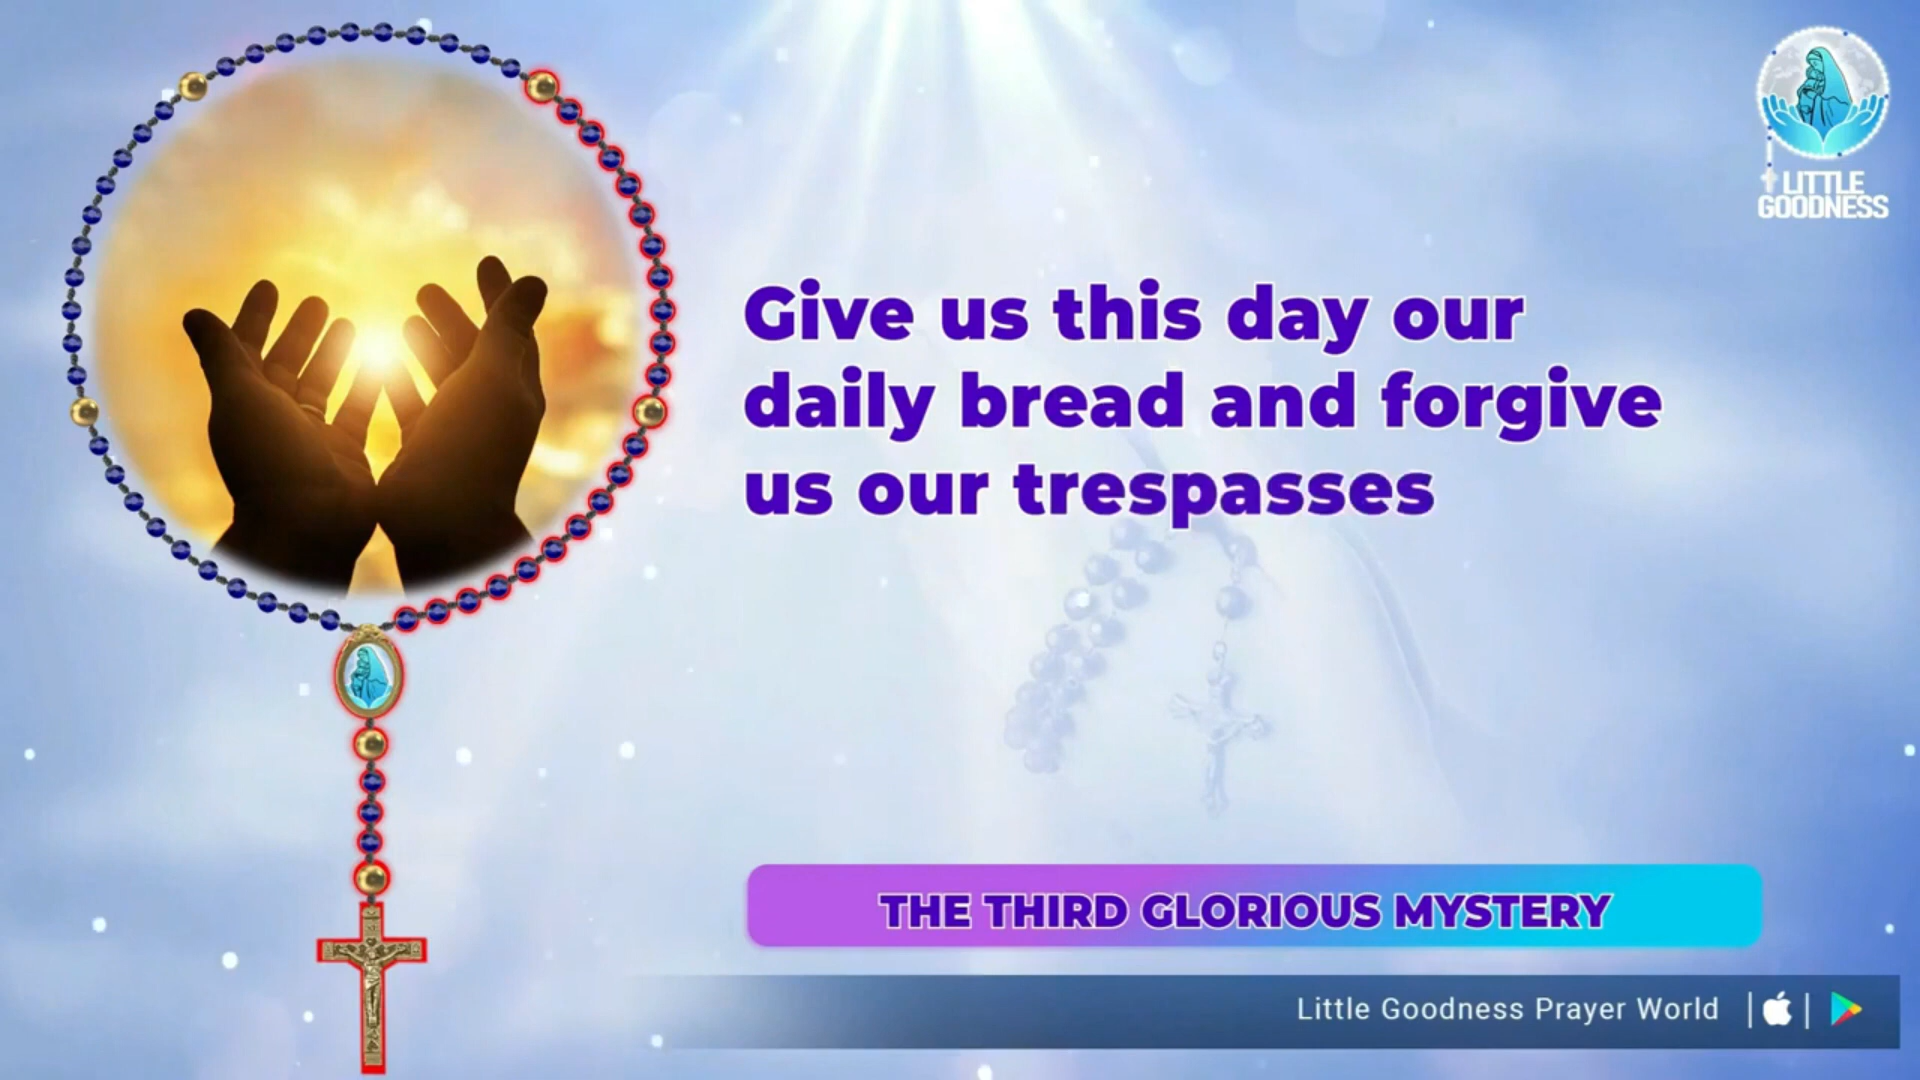 LITTLE
GOODNESS
Give us this day our
daily bread and forgive
us our trespasses
THE THIRD GLORIOUS MYSTERY
Little Goodness Prayer World